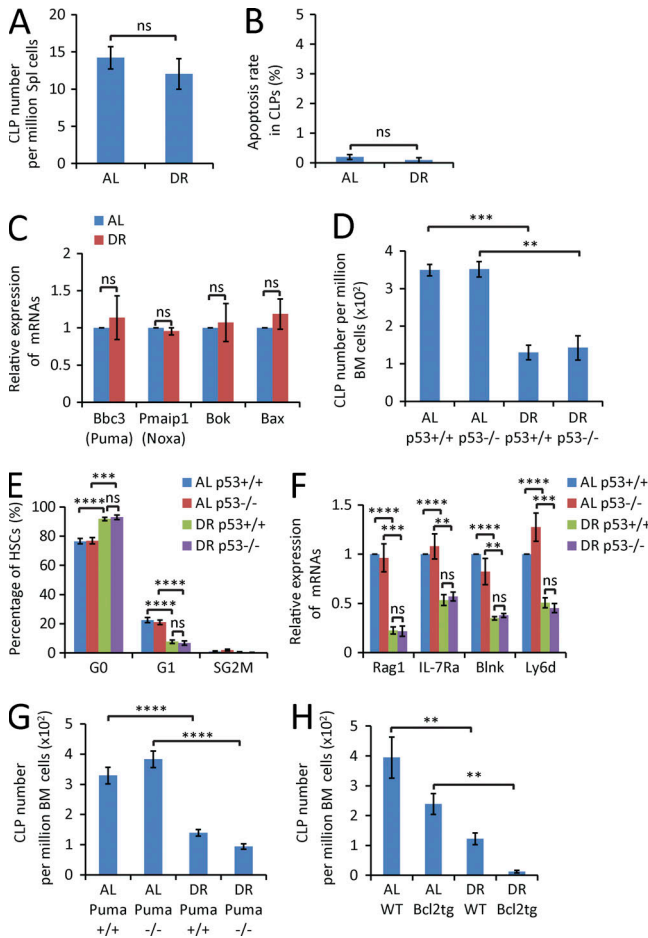 A
CLP number
per million Spl cells
20
15
10
5
0
ns
AL
DR
B
Apoptosis rate
in CLPs (%)
5
4
3
2
1
0
ns
AL
DR
C
AL
DR
Relative expression
of mRNAs
2
1.5
1
0.5
0
ns
ns
ns
ns
Bbc3
(Puma)
Pmaip1
(Noxa)
Bok
Bax
D
CLP number per million
BM cells (x10²)
4
3
2
1
0
***
**
AL
p53+/+
AL
p53-/-
DR
p53+/+
DR
p53-/-
E
Percentage of HSCs (%)
100
80
60
40
20
0
***
****
ns
****
****
ns
AL p53+/+
AL p53-/-
DR p53+/+
DR p53-/-
G0
G1
SG2M
F
Relative expression
of mRNAs
1.5
1
0.5
0
****
***
ns
****
**
ns
****
**
ns
****
***
ns
AL p53+/+
AL p53-/-
DR p53+/+
DR p53-/-
Rag1
IL-7Ra
Blnk
Ly6d
G
CLP number
per million BM cells (x10²)
5
4
3
2
1
0
****
****
AL
Puma
+/+
AL
Puma
-/-
DR
Puma
+/+
DR
Puma
-/-
H
CLP number
per million BM cells (x10²)
5
4
3
2
1
0
**
**
AL
WT
AL
Bcl2tg
DR
WT
DR
Bcl2tg